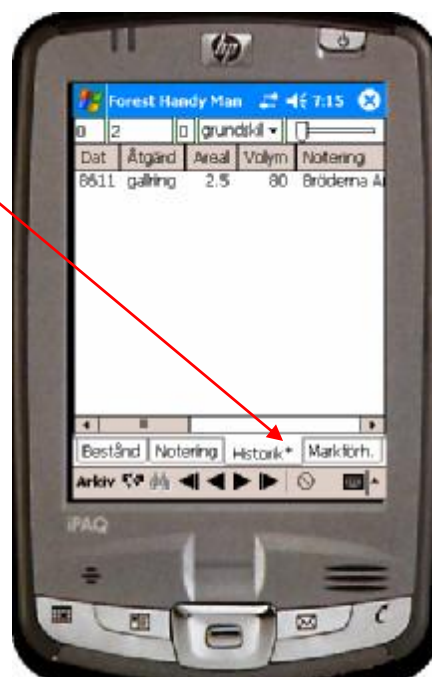 hp
Forest Handy Man 7:15
0 2 0 grundskil
Dat Åtgärd Areal Volym Notering
8611 gallring 2.5 80 Bröderna A
Bestånd Notering Historik* Markförh.
Arkiv
iPAQ